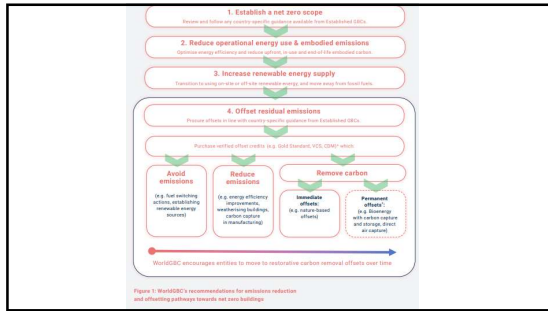 1. Establish a net zero scope
Review and follow any country-specific guidance available from Established GBCs.
2. Reduce operational energy use & embodied emissions
Optimise energy efficiency and reduce upfront, in-use and end of life embodied carbon.
3. Increase renewable energy supply
Transition to using on-site or off-site renewable energy, and move away from fossil fuels.
4. Offset residual emissions
Procure offsets in line with country-specific guidance from Established GBCs.
Purchase verified offset credits (e.g. Gold Standard, VCS, CDM)* which
Avoid
emissions
(e.g. fuel switching
actions, establishing
renewable energy
sources)
Reduce
emissions
(e.g. energy efficiency
improvements,
weatherising buildings,
carbon capture
in manufacturing)
Remove carbon
Immediate
offsets:
(e.g. nature-based
offsets)
Permanent
offsets¹:
(e.g. Bioenergy
with carbon capture
and storage, direct
air capture)
WorldGBC encourages entities to move to restorative carbon removal offsets over time
Figure 1: WorldGBC's recommendations for emissions reduction
and offsetting pathways towards net zero buildings